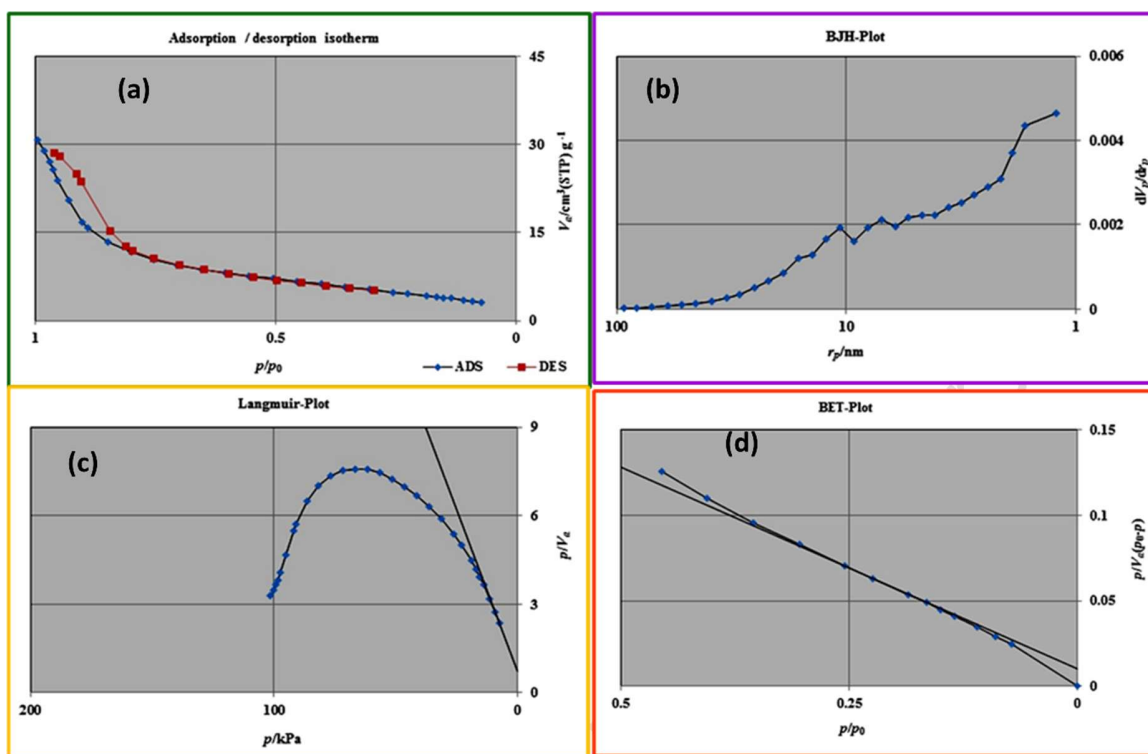 Adsorption / desorption isotherm
(a)
45
30
15
0
Va/cm³(STP) g⁻¹
1
0.5
0
p/p0
ADS
DES
BJH-Plot
(b)
0.006
0.004
0.002
0
dVp/drp
100
10
1
rp/nm
Langmuir-Plot
(c)
9
6
3
0
p/Va
200
100
0
p/kPa
BET-Plot
(d)
0.15
0.1
0.05
0
p/Va(p0-p)
0.5
0.25
0
p/p0